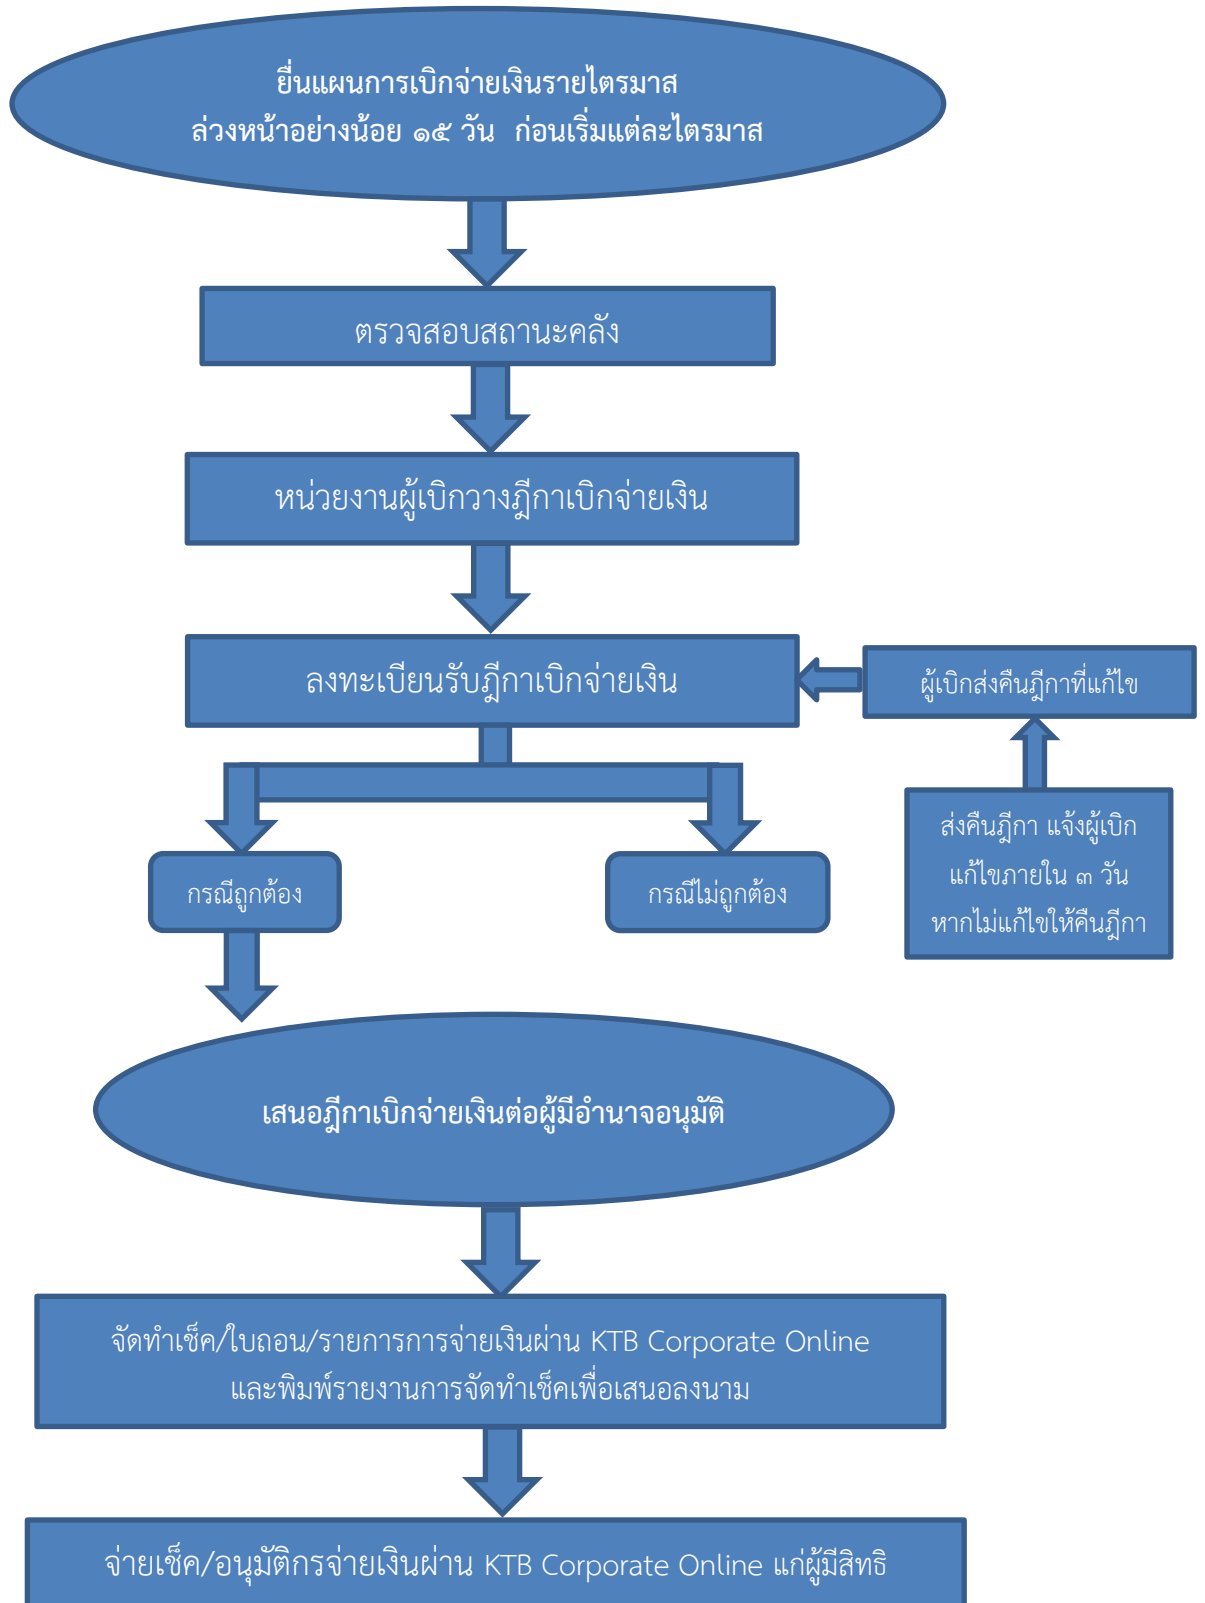 ยื่นแผนการเบิกจ่ายเงินรายไตรมาส
ล่วงหน้าอย่างน้อย ๑๕ วัน ก่อนเริ่มแต่ละไตรมาส
ตรวจสอบสถานะคลัง
หน่วยงานผู้เบิกวางฎีกาเบิกจ่ายเงิน
ลงทะเบียนรับฎีกาเบิกจ่ายเงิน
ผู้เบิกส่งคืนฎีกาที่แก้ไข
ส่งคืนฎีกา แจ้งผู้เบิก
แก้ไขภายใน ๓ วัน
หากไม่แก้ไขให้คืนฎีกา
กรณีถูกต้อง
กรณีไม่ถูกต้อง
เสนอฎีกาเบิกจ่ายเงินต่อผู้มีอำนาจอนุมัติ
จัดทำเช็ค/ใบถอน/รายการการจ่ายเงินผ่าน KTB Corporate Online
และพิมพ์รายงานการจัดทำเช็คเพื่อเสนอลงนาม
จ่ายเช็ค/อนุมัติกรจ่ายเงินผ่าน KTB Corporate Online แก่ผู้มีสิทธิ